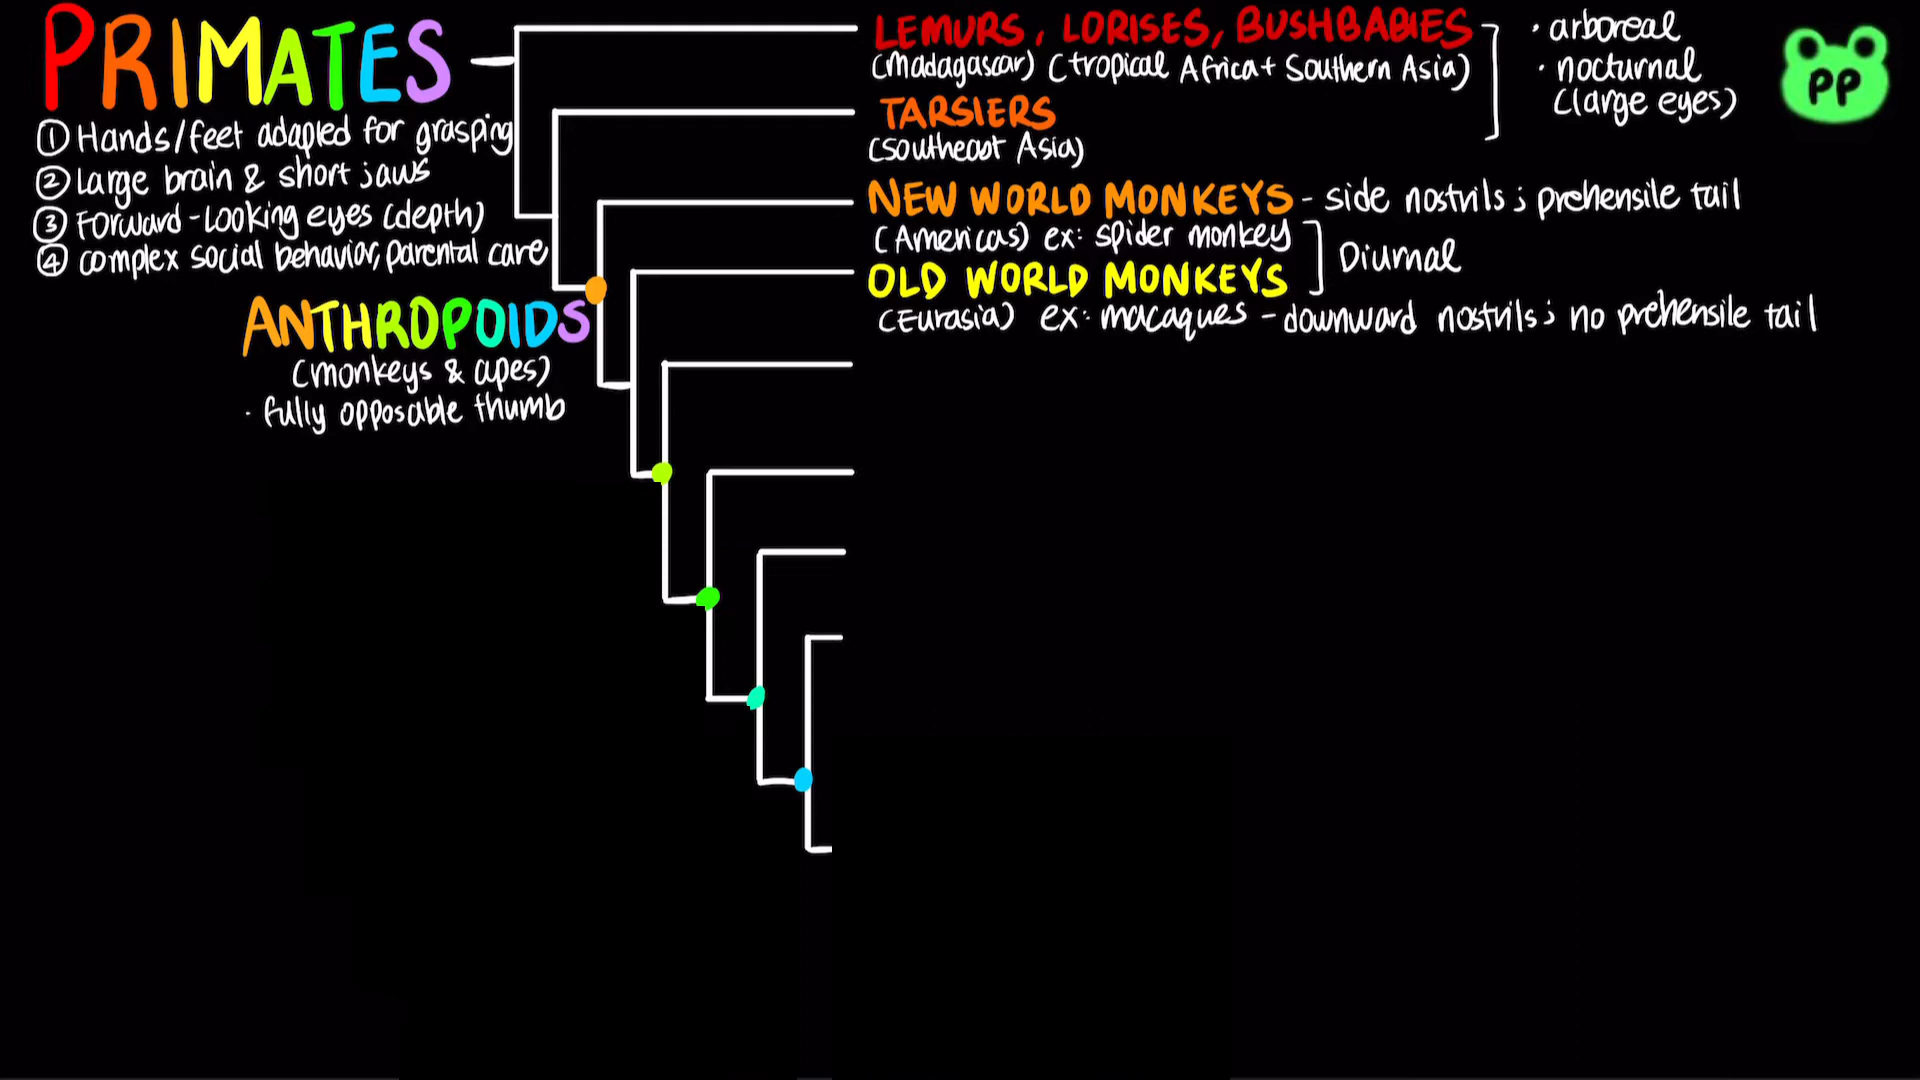 PRIMATES
① Hands/feet adapted for grasping
② Large brain & short jaws
③ Forward-Looking eyes (depth)
④ complex social behavior, parental care
ANTHROPOIDS
(monkeys & apes)
· fully opposable thumb
LEMURS, LORISES, BUSHBABIES
(Madagascar) (tropical Africa + Southern Asia)
TARSIERS
(Southeast Asia)
· arboreal
· nocturnal
(large eyes)
NEW WORLD MONKEYS - side nostrils; prehensile tail
(Americas) ex: spider monkey
OLD WORLD MONKEYS
Diurnal
(Eurasia) ex: macaques - downward nostrils; no prehensile tail
PP